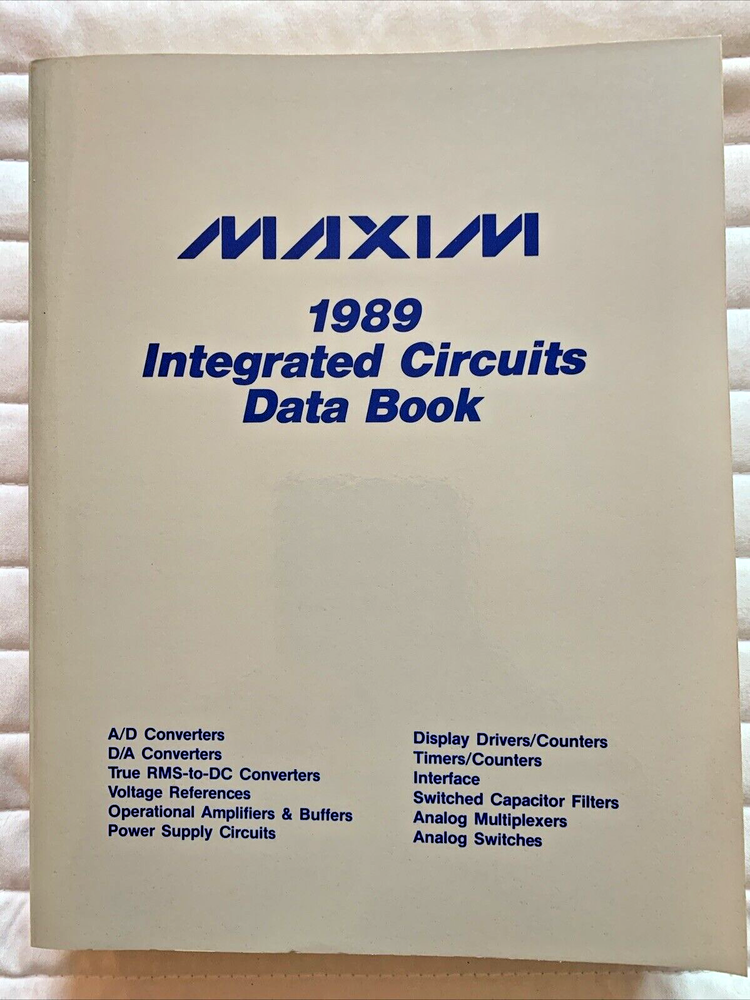 MAXIM
1989
Integrated Circuits
Data Book
A/D Converters
D/A Converters
True RMS-to-DC Converters
Voltage References
Operational Amplifiers & Buffers
Power Supply Circuits
Display Drivers/Counters
Timers/Counters
Interface
Switched Capacitor Filters
Analog Multiplexers
Analog Switches